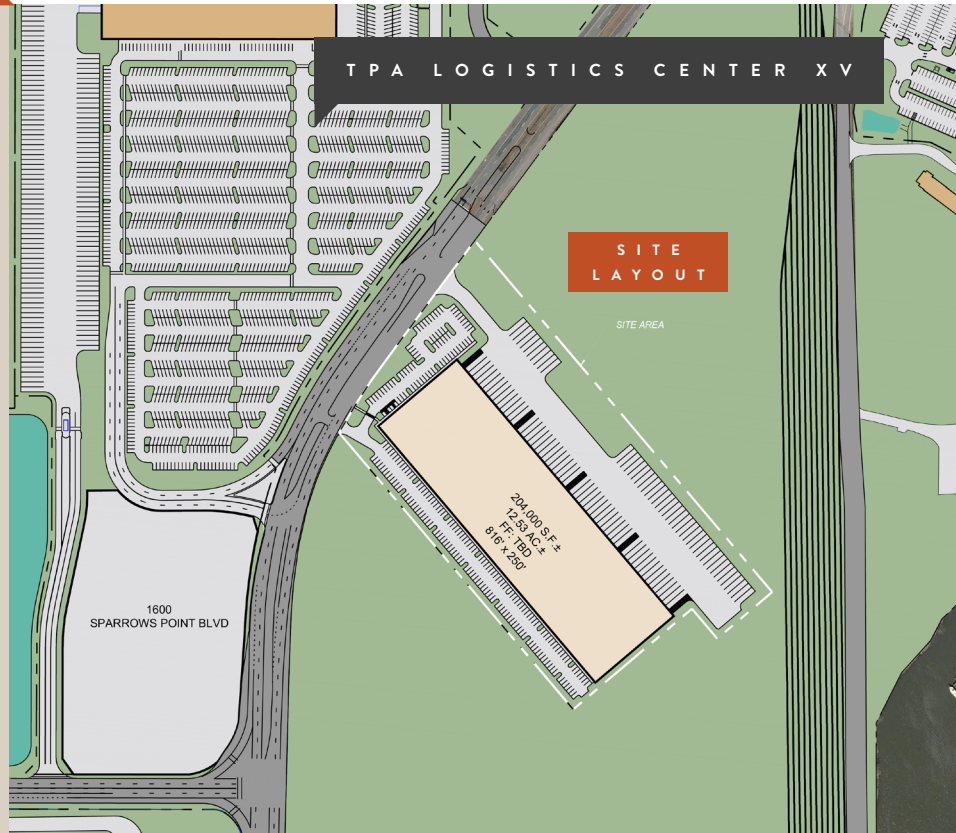 TPA LOGISTICS CENTER XV
SITE
LAYOUT
SITE AREA
204,000 S.F.±
12.53 AC.±
FF: TBD
816' x 250'
1600
SPARROWS POINT BLVD